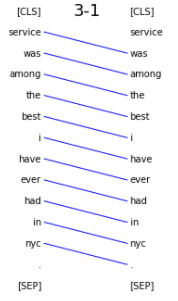 3-1
[CLS] [CLS]
service service
was was
among among
the the
best best
i i
have have
ever ever
had had
in in
nyc nyc
. .
[SEP] [SEP]